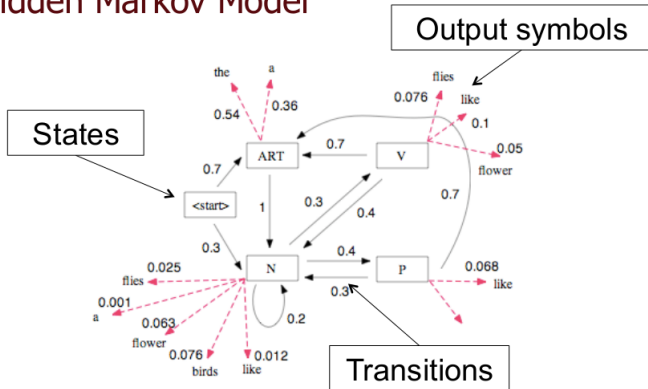 idden Markov Model
Output symbols
the
a
flies
0.076
like
0.54
0.36
0.1
States
0.05
flower
ART
0.7
V
0.7
<start>
1
0.3
0.4
0.7
0.3
N
0.4
P
0.025
flies
0.068
like
0.3
0.001
a
0.2
0.063
flower
0.076
birds
0.012
like
Transitions